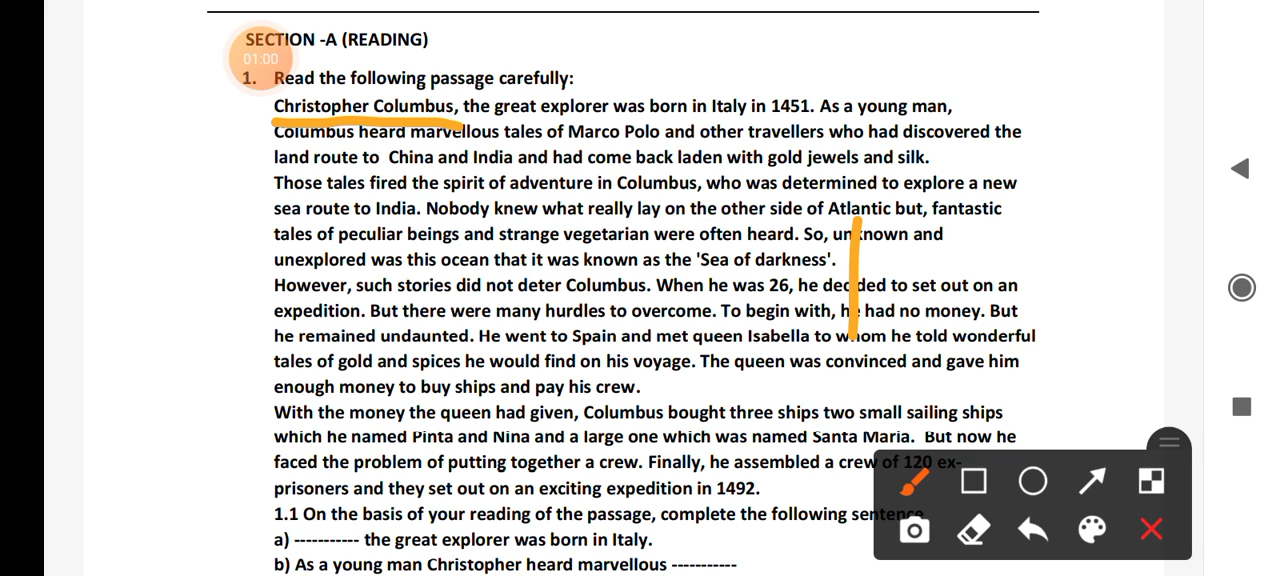 SECTION -A (READING)
01:00
1. Read the following passage carefully:
Christopher Columbus, the great explorer was born in Italy in 1451. As a young man,
Columbus heard marvellous tales of Marco Polo and other travellers who had discovered the
land route to China and India and had come back laden with gold jewels and silk.
Those tales fired the spirit of adventure in Columbus, who was determined to explore a new
sea route to India. Nobody knew what really lay on the other side of Atlantic but, fantastic
tales of peculiar beings and strange vegetarian were often heard. So, unknown and
unexplored was this ocean that it was known as the 'Sea of darkness'.
However, such stories did not deter Columbus. When he was 26, he decided to set out on an
expedition. But there were many hurdles to overcome. To begin with, he had no money. But
he remained undaunted. He went to Spain and met queen Isabella to whom he told wonderful
tales of gold and spices he would find on his voyage. The queen was convinced and gave him
enough money to buy ships and pay his crew.
With the money the queen had given, Columbus bought three ships two small sailing ships
which he named Pinta and Nina and a large one which was named Santa Maria. But now he
faced the problem of putting together a crew. Finally, he assembled a crew of 120 ex-
prisoners and they set out on an exciting expedition in 1492.
1.1 On the basis of your reading of the passage, complete the following sentence
a) ----------- the great explorer was born in Italy.
b) As a young man Christopher heard marvellous -----------